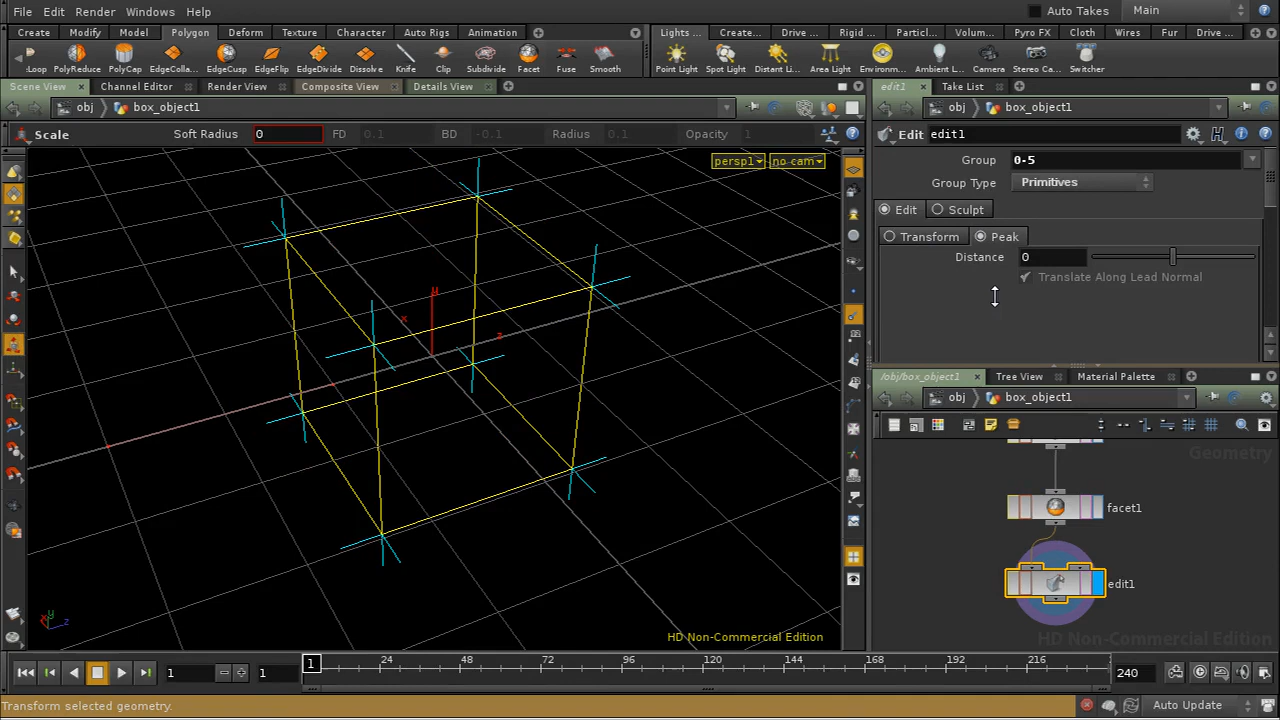 File Edit Render Windows Help Auto Takes Main
Create Modify Model Polygon Deform Texture Character Auto Rigs Animation
Lights... Create... Drive ... Rigid ... Particl... Volum... Pyro FX Cloth Wires Fur Drive ...
:Loop PolyReduce PolyCap EdgeColla... EdgeCusp EdgeFlip EdgeDivide Dissolve Knife Clip Subdivide Facet Fuse Smooth
Point Light Spot Light Distant Li... Area Light Environm... Ambient L... Camera Stereo Ca... Switcher
Scene View Channel Editor Render View Composite View Details View
edit1 Take List
obj box_object1
obj box_object1
Scale Soft Radius 0 FD 0.1 BD -0.1 Radius 0.1 Opacity 1
Edit edit1
persp1 no cam
Group 0-5
Group Type Primitives
Edit Sculpt
Transform Peak
Distance 0
Translate Along Lead Normal
x z
/obj/box_object1 Tree View Material Palette
obj box_object1
Geometry
facet1
edit1
y z
HD Non-Commercial Edition
HD Non-Commercial Edition
1 1 1 24 48 72 96 120 144 168 192 216 240
Transform selected geometry. Auto Update